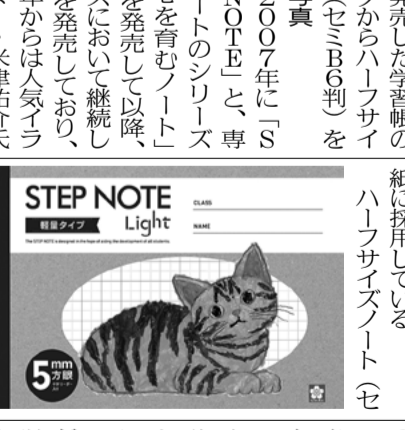 紙に採用している
ハーフサイズノート（セ
発売した学習帳の
からハーフサイ
（セミB6判）を
写真
2007年に「S
NOTE」と、専
ートのシリーズ
を育むノート」
を発売して以降、
において継続し
を発売しており、
からは人気イラ
米津祐介氏
STEP NOTE
軽量タイプ
Light
The STEP NOTE is designed in the hope of aiding the development of all students.
CLASS
NAME
5mm
方眼